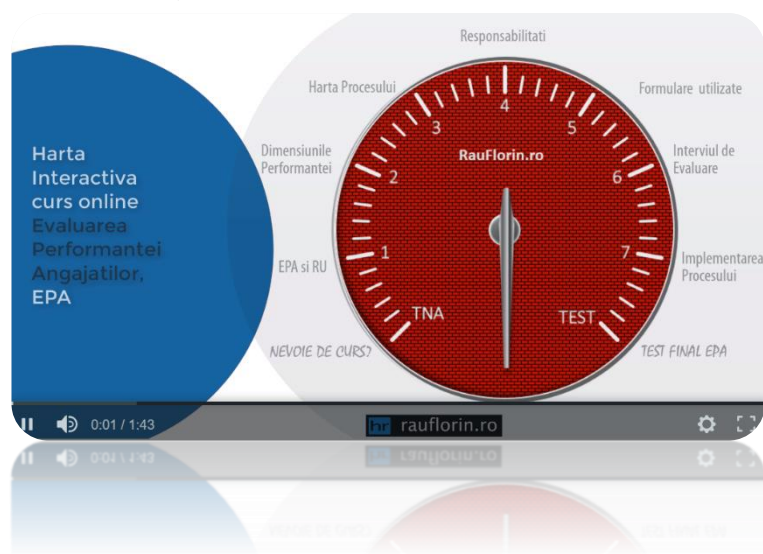 Harta
Interactiva
curs online
Evaluarea
Performantei
Angajatilor,
EPA
Responsabilitati
Harta Procesului
Formulare utilizate
Dimensiunile
Performantei
Interviul de
Evaluare
EPA si RU
Implementarea
Procesului
NEVOIE DE CURS?
TEST FINAL EPA
RauFlorin.ro
1
2
3
4
5
6
7
TNA
TEST
0:01 / 1:43
hr rauflorin.ro